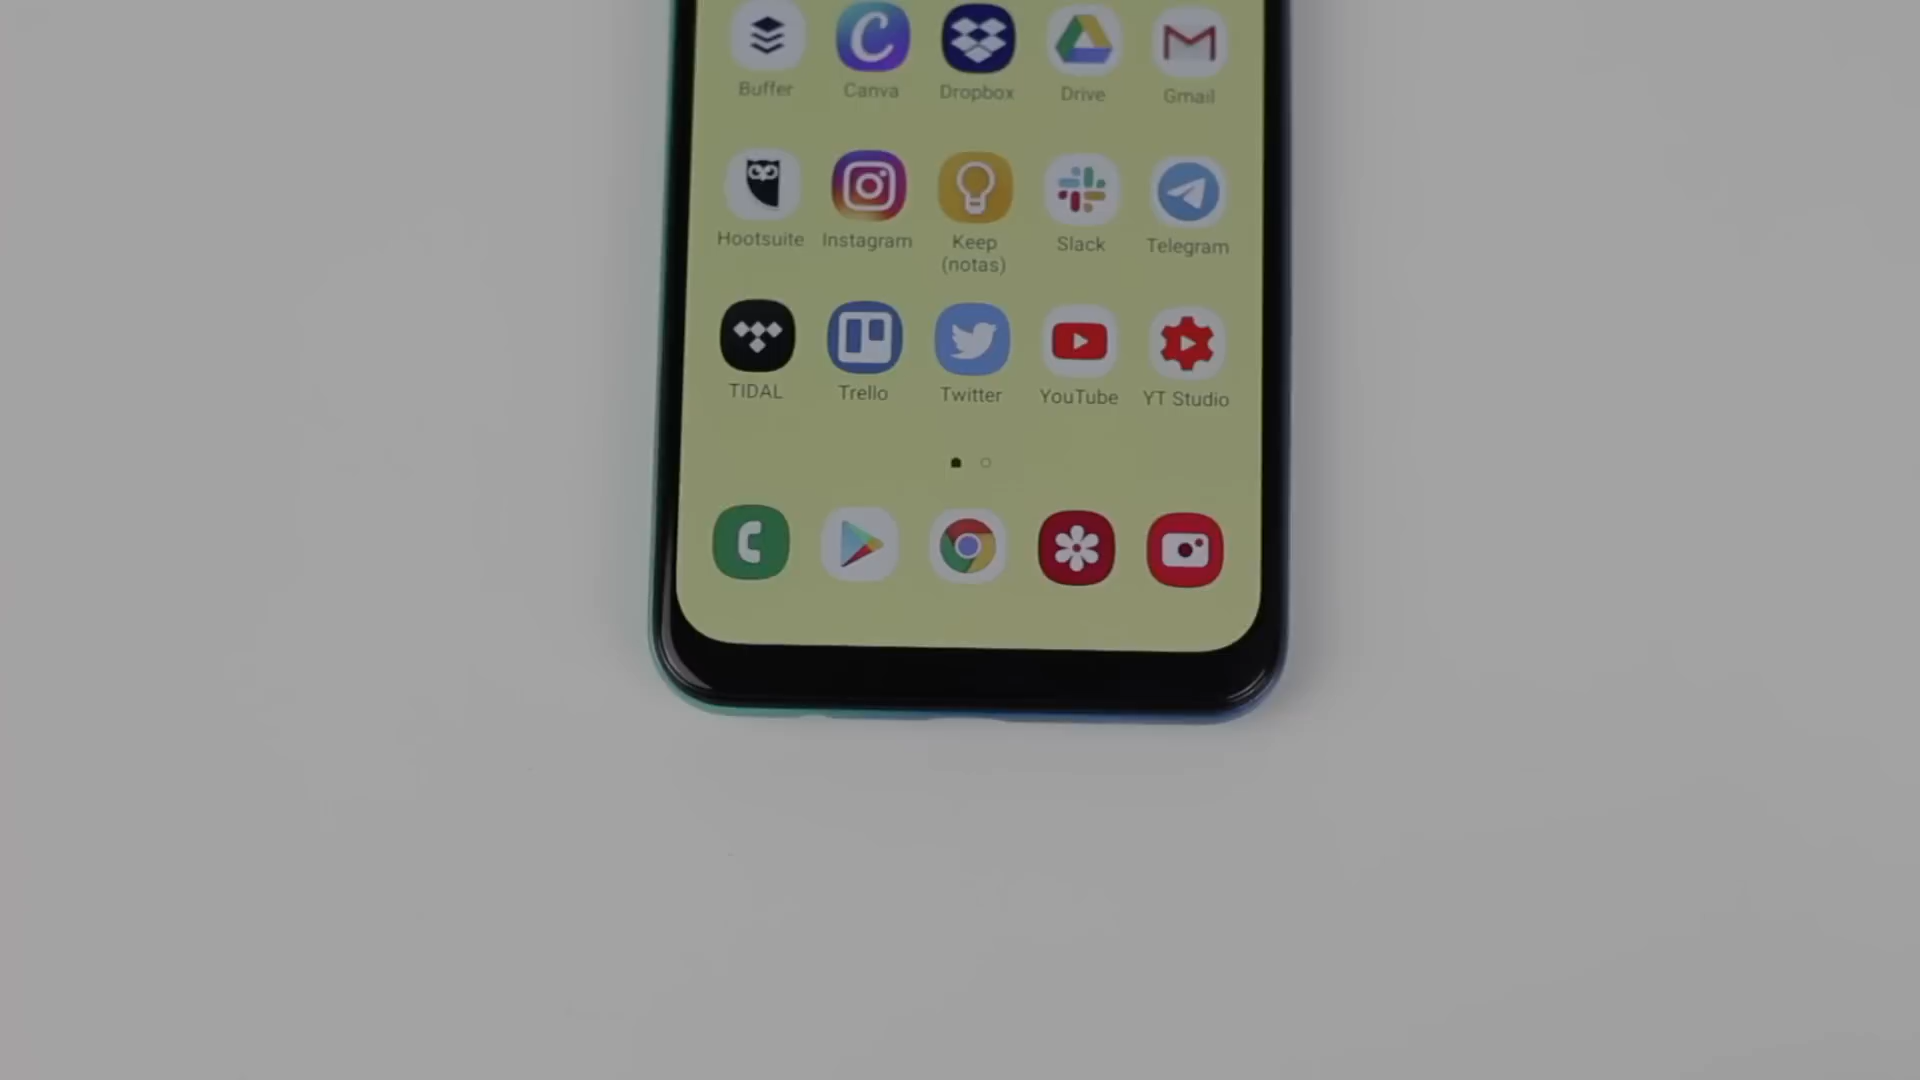 Buffer Canva Dropbox Drive Gmail
Hootsuite Instagram Keep Slack Telegram
(notas)
TIDAL Trello Twitter YouTube YT Studio